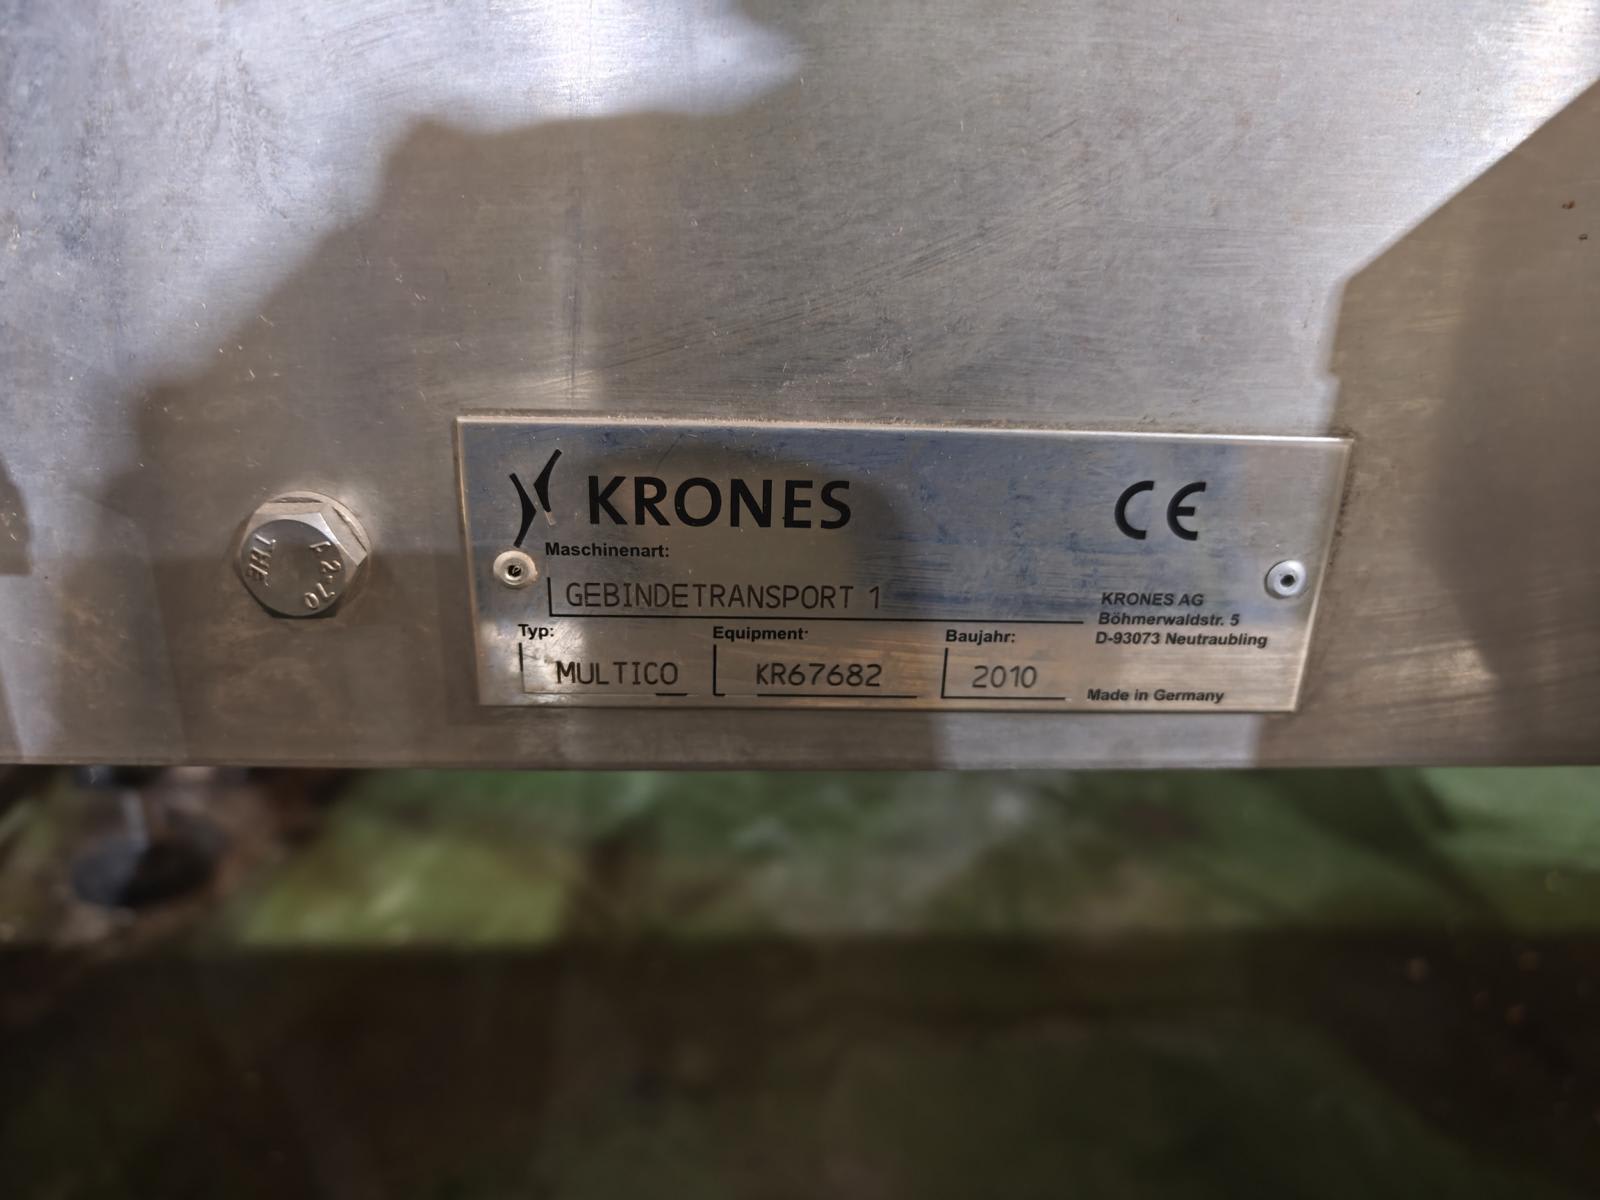 KRONES
CE
Maschinenart:
GEBINDETRANSPORT 1
KRONES AG
Böhmerwaldstr. 5
D-93073 Neutraubling
Typ:
Equipment:
Baujahr:
MULTICO
KR67682
2010
Made in Germany
A2-70
THE